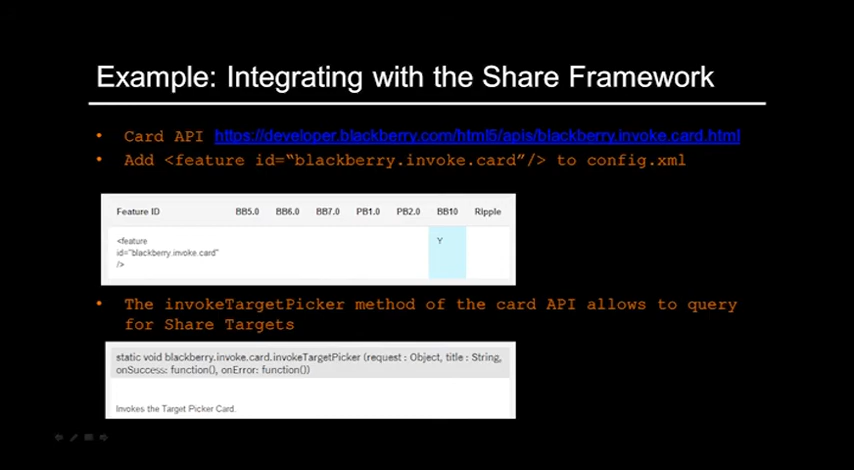 Example: Integrating with the Share Framework
• Card API https://developer.blackberry.com/html5/apis/blackberry.invoke.card.html
• Add <feature id=“blackberry.invoke.card”/> to config.xml
Feature ID BB5.0 BB6.0 BB7.0 PB1.0 PB2.0 BB10 Ripple
<feature
id="blackberry.invoke.card"
/>
Y
• The invokeTargetPicker method of the card API allows to query
for Share Targets
static void blackberry.invoke.card.invokeTargetPicker (request : Object, title : String,
onSuccess: function(), onError: function())
Invokes the Target Picker Card.